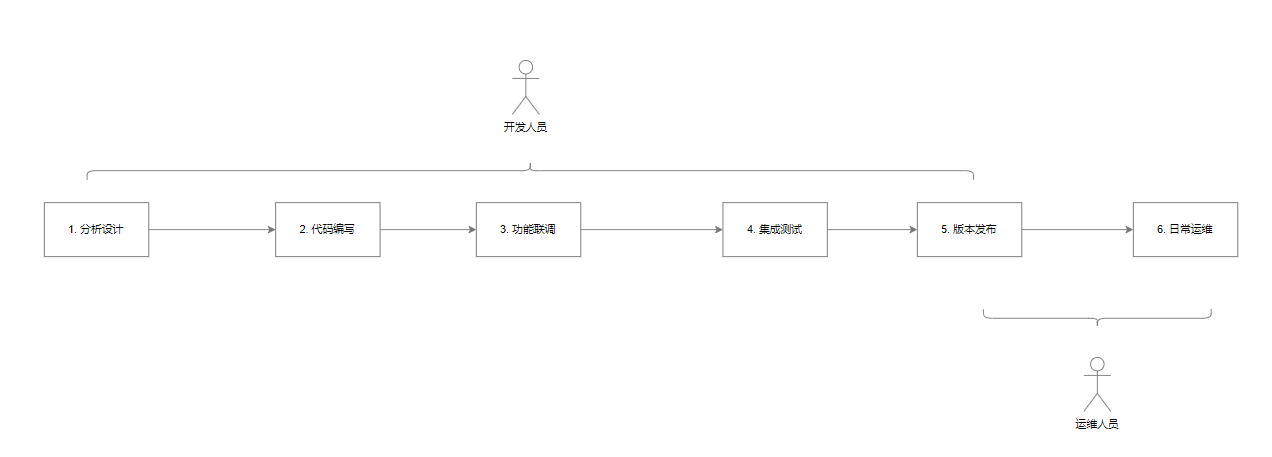 开发人员
1. 分析设计
2. 代码编写
3. 功能联调
4. 集成测试
5. 版本发布
6. 日常运维
运维人员